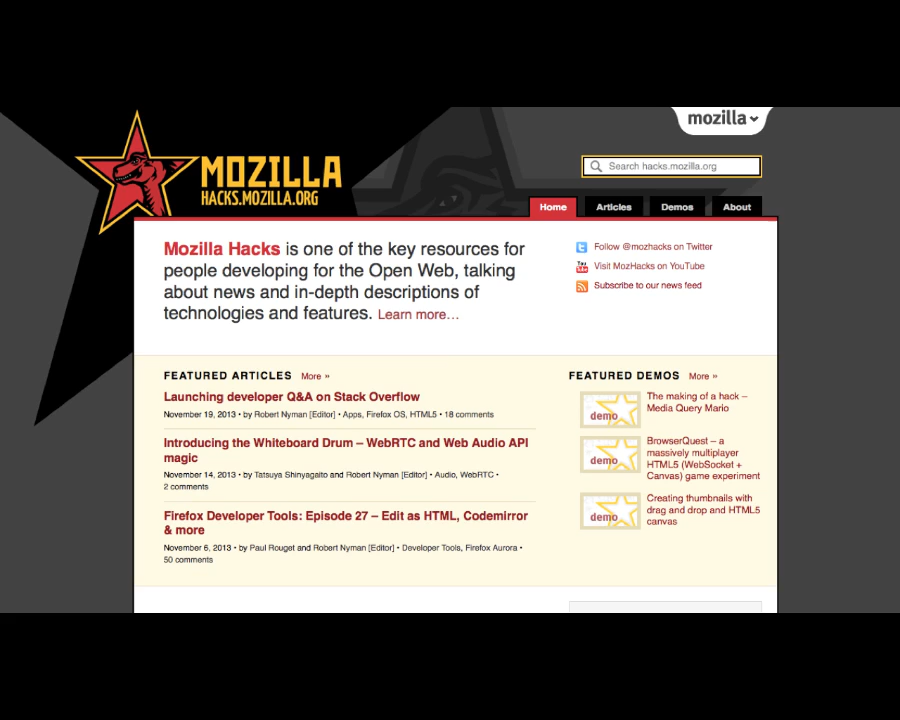 mozilla
MOZILLA
HACKS.MOZILLA.ORG
Search hacks.mozilla.org
Home Articles Demos About
Mozilla Hacks is one of the key resources for
people developing for the Open Web, talking
about news and in-depth descriptions of
technologies and features. Learn more…
Follow @mozhacks on Twitter
You Tube
Visit MozHacks on YouTube
Subscribe to our news feed
FEATURED ARTICLES More »
Launching developer Q&A on Stack Overflow
November 19, 2013 • by Robert Nyman [Editor] • Apps, Firefox OS, HTML5 • 18 comments
Introducing the Whiteboard Drum – WebRTC and Web Audio API
magic
November 14, 2013 • by Tatsuya Shinyagaito and Robert Nyman [Editor] • Audio, WebRTC •
2 comments
Firefox Developer Tools: Episode 27 – Edit as HTML, Codemirror
& more
November 6, 2013 • by Paul Rouget and Robert Nyman [Editor] • Developer Tools, Firefox Aurora •
50 comments
FEATURED DEMOS More »
demo
The making of a hack –
Media Query Mario
demo
BrowserQuest – a
massively multiplayer
HTML5 (WebSocket +
Canvas) game experiment
demo
Creating thumbnails with
drag and drop and HTML5
canvas